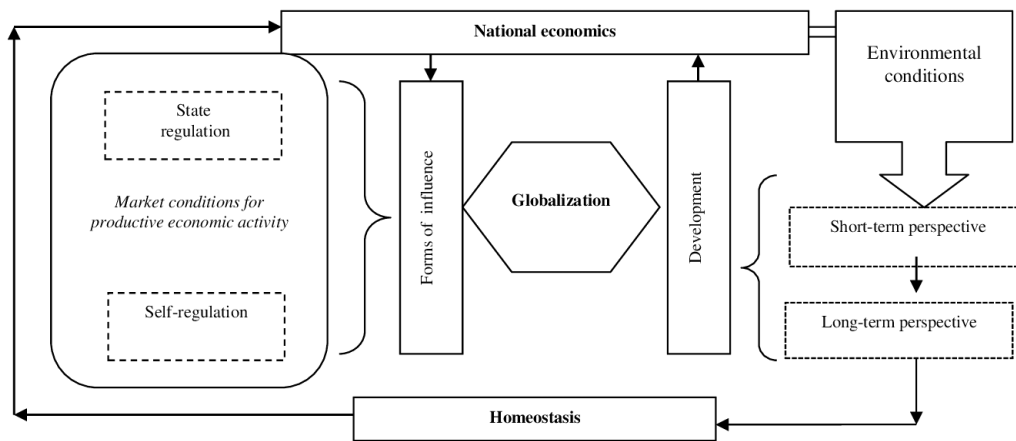 National economics
Environmental
conditions
State
regulation
Market conditions for
productive economic activity
Self-regulation
Forms of influence
Globalization
Development
Short-term perspective
Long-term perspective
Homeostasis